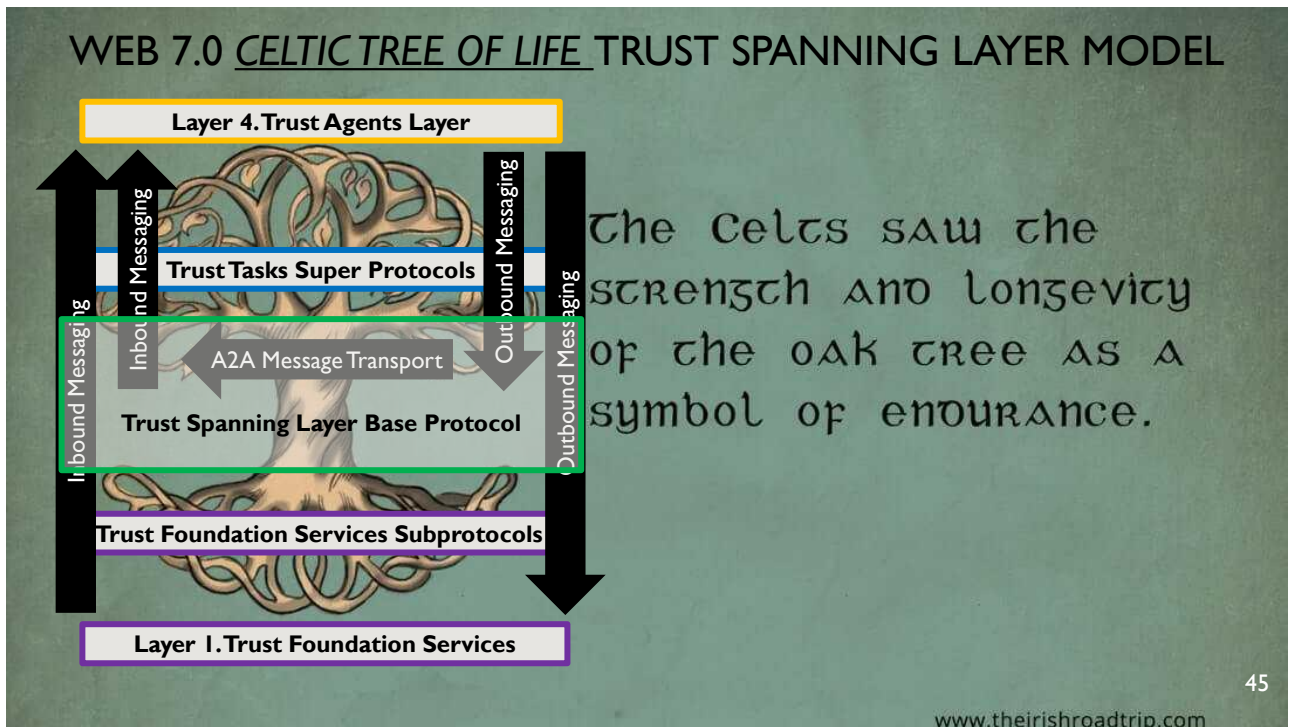 WEB 7.0 CELTIC TREE OF LIFE TRUST SPANNING LAYER MODEL
Layer 4. Trust Agents Layer
Inbound Messaging
Inbound Messaging
Outbound Messaging
Outbound Messaging
Trust Tasks Super Protocols
A2A Message Transport
Trust Spanning Layer Base Protocol
Trust Foundation Services Subprotocols
Layer 1. Trust Foundation Services
The Celts saw the
strength and longevity
of the oak tree as a
symbol of endurance.
45
www.theirishroadtrip.com